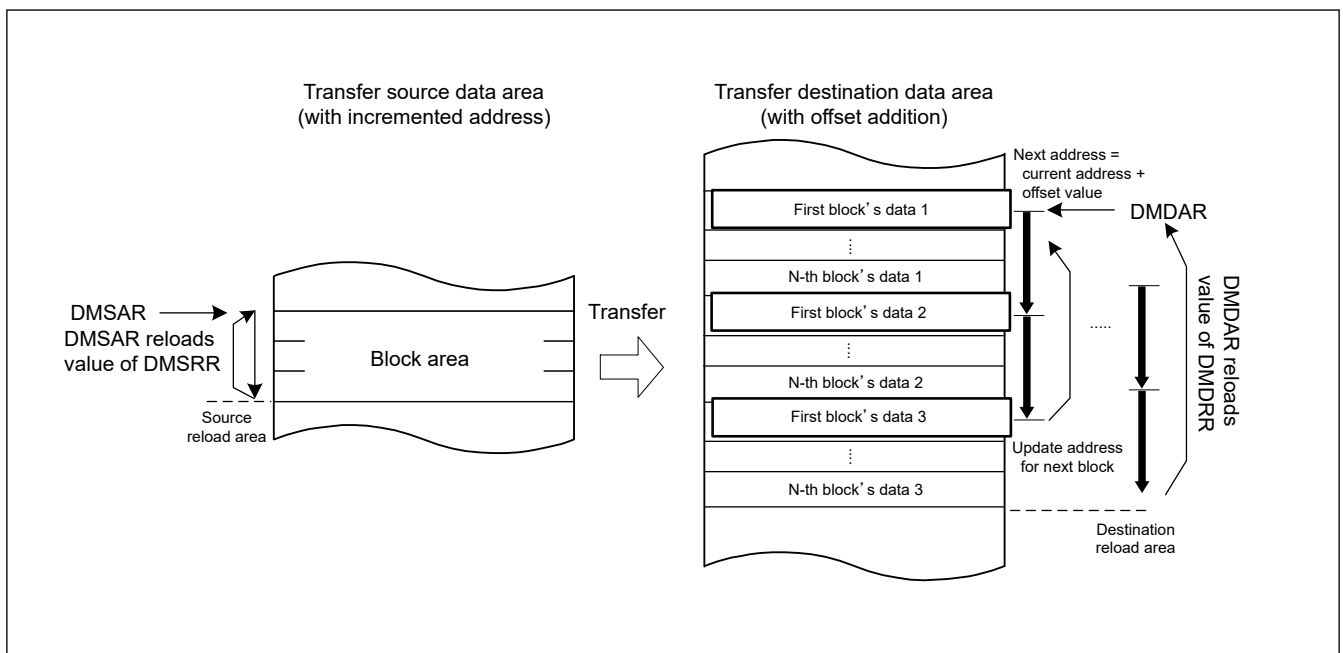 Transfer source data area
(with incremented address)
DMSAR
DMSAR reloads
value of DMSRR
Source
reload area
Block area
Transfer
Transfer destination data area
(with offset addition)
First block’s data 1
⋮
N-th block’s data 1
First block’s data 2
⋮
N-th block’s data 2
First block’s data 3
⋮
N-th block’s data 3
Next address =
current address +
offset value
DMDAR
.....
Update address
for next block
DMDAR reloads
value of DMDRR
Destination
reload area